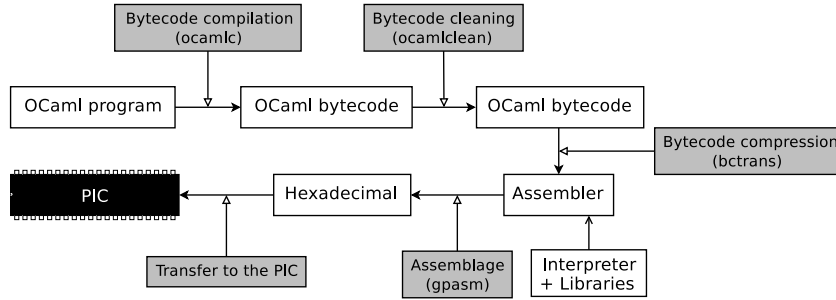 Bytecode compilation
(ocamlc)
Bytecode cleaning
(ocamlclean)
OCaml program
OCaml bytecode
OCaml bytecode
Bytecode compression
(bctrans)
PIC
Hexadecimal
Assembler
Transfer to the PIC
Assemblage
(gpasm)
Interpreter
+ Libraries